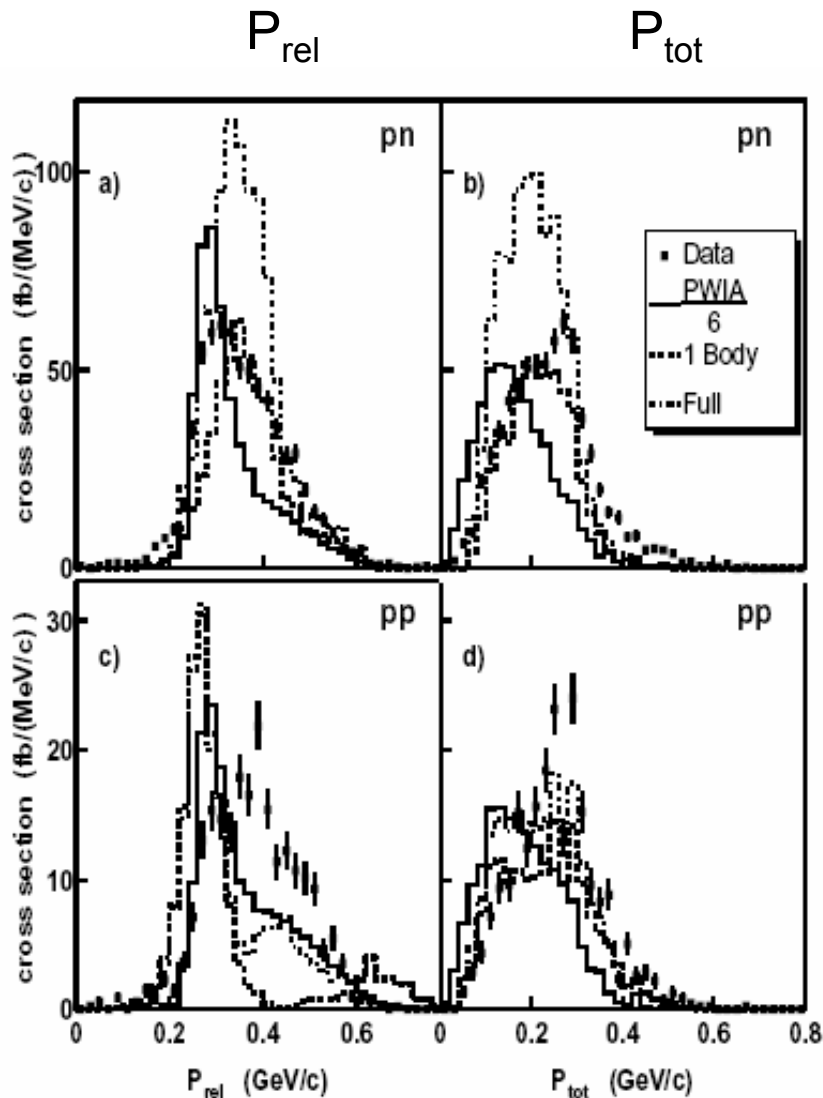 P_rel P_tot
cross section (fb/(MeV/c) )
100
50
0
a)
pn
b)
pn
Data
PWIA
6
1 Body
Full
cross section (fb/(MeV/c) )
30
20
10
0
c)
pp
d)
pp
0 0.2 0.4 0.6 0 0.2 0.4 0.6 0.8
P_rel (GeV/c) P_tot (GeV/c)